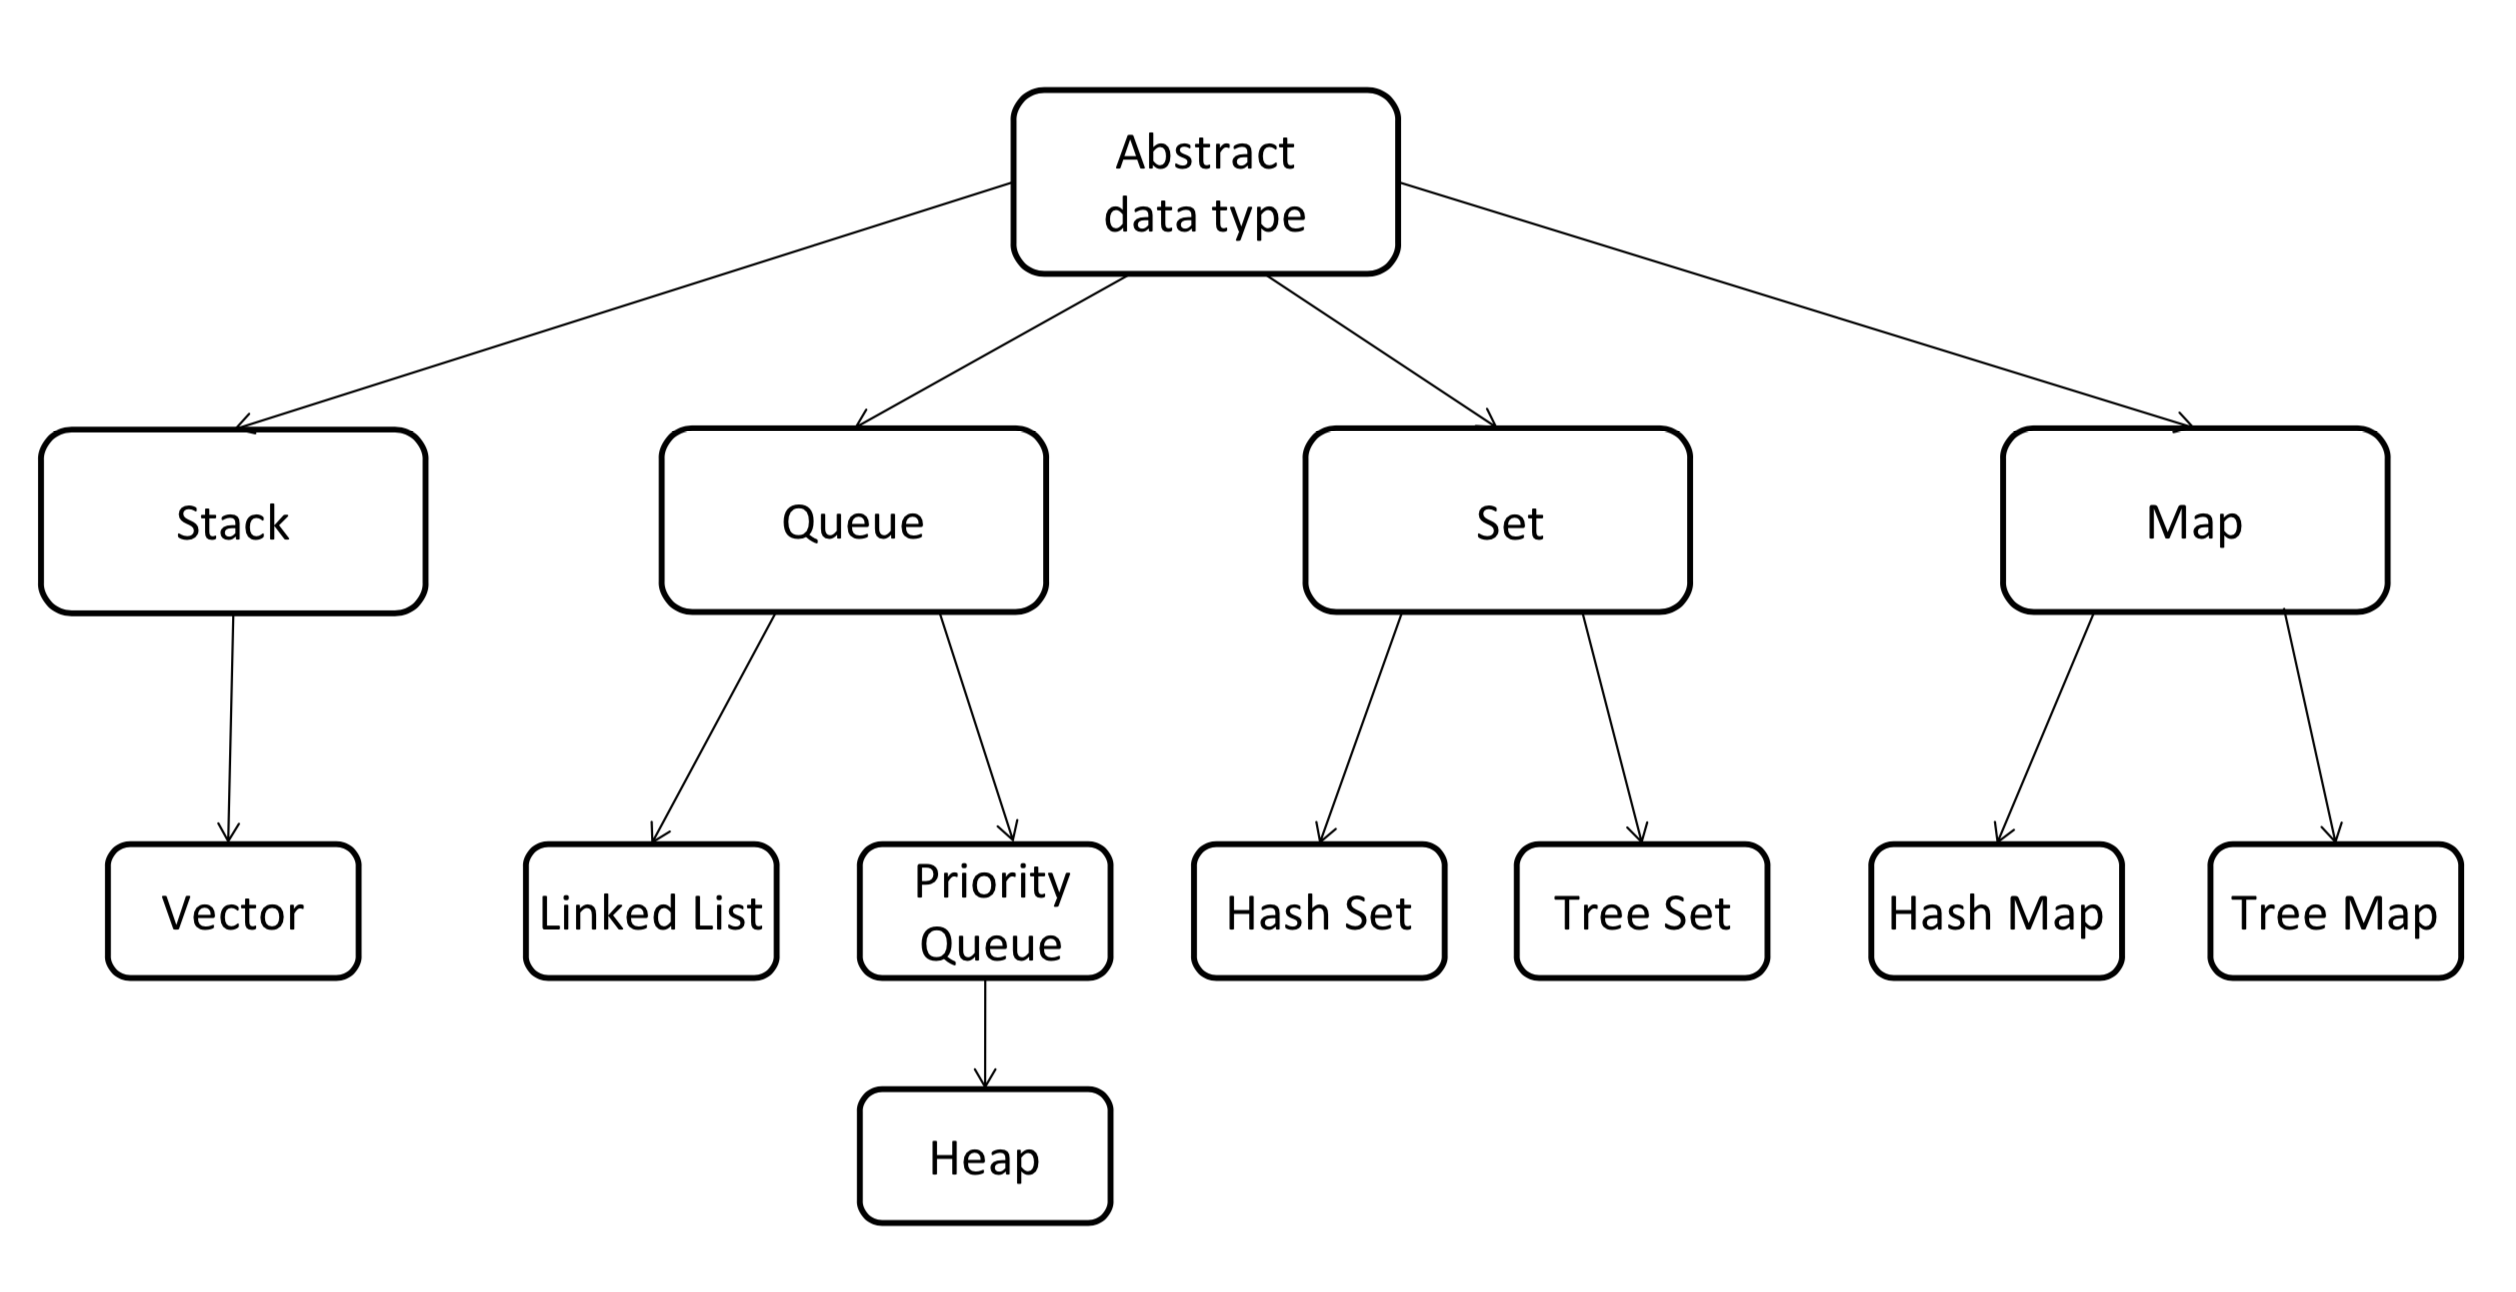 Abstract
data type
Stack
Queue
Set
Map
Vector
Linked List
Priority
Queue
Hash Set
Tree Set
Hash Map
Tree Map
Heap